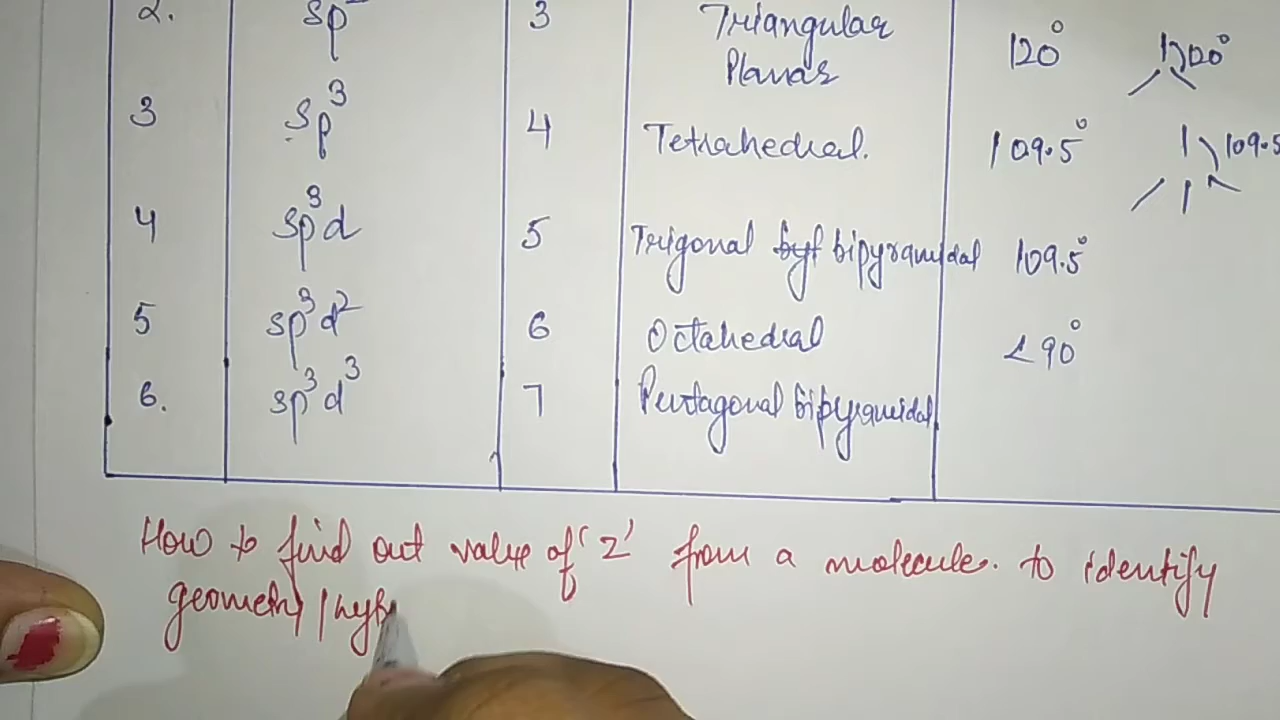 2. sp² 3 Triangular Planar 120° 120°
3 sp³ 4 Tetrahedral. 109.5° 109.5
4 sp³d 5 Trigonal byf bipyramidal 109.5°
5 sp³d² 6 Octahedral < 90°
6. sp³d³ 7 Pentagonal bipyramidal
How to find out value of 'Z' from a molecule. to identify
geometry / hyb